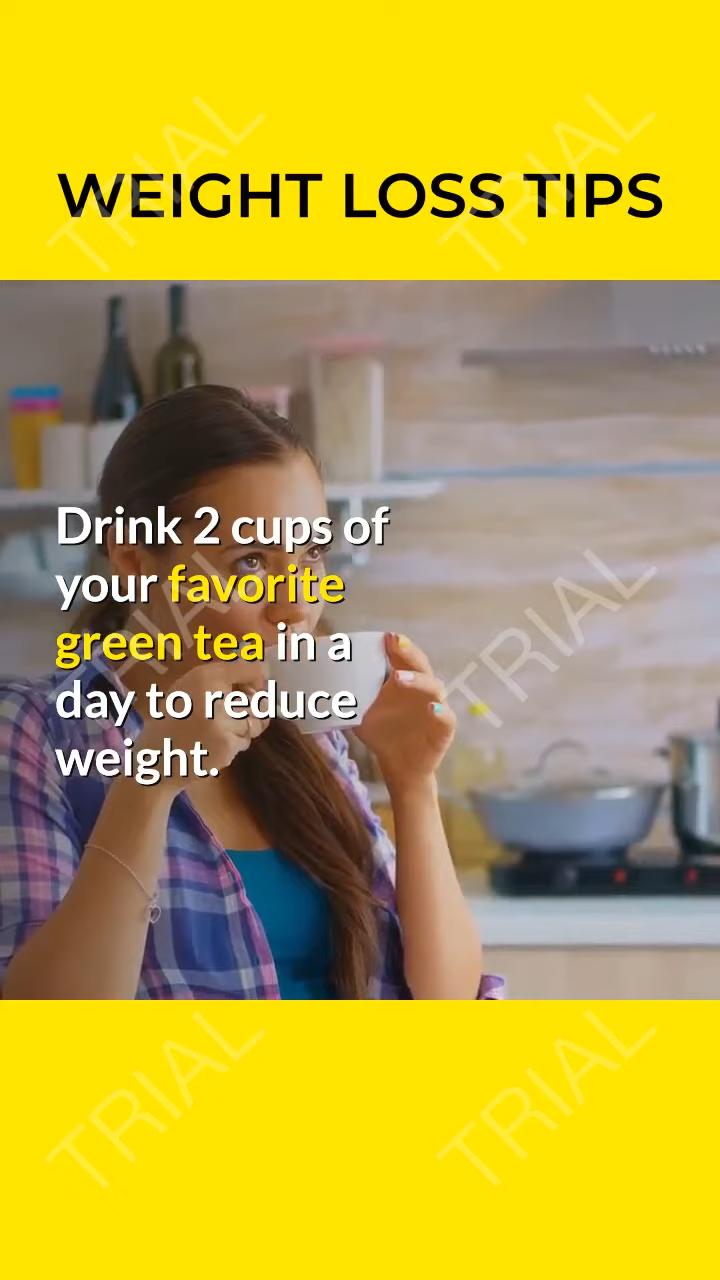 WEIGHT LOSS TIPS
Drink 2 cups of
your favorite
green tea in a
day to reduce
weight.
TRIAL
TRIAL
TRIAL
TRIAL
TRIAL
TRIAL